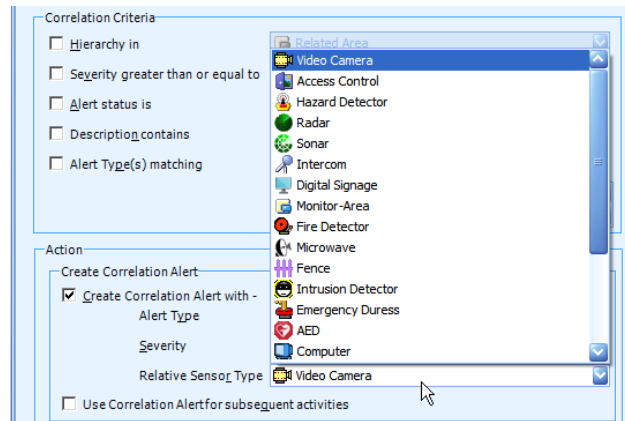 Correlation Criteria
Hierarchy in
Related Area
Severity greater than or equal to
Alert status is
Description contains
Alert Type(s) matching
Video Camera
Access Control
Hazard Detector
Radar
Sonar
Intercom
Digital Signage
Monitor-Area
Fire Detector
Microwave
Fence
Intrusion Detector
Emergency Duress
AED
Computer
Action
Create Correlation Alert
Create Correlation Alert with -
Alert Type
Severity
Relative Sensor Type
Video Camera
Use Correlation Alertfor subsequent activities